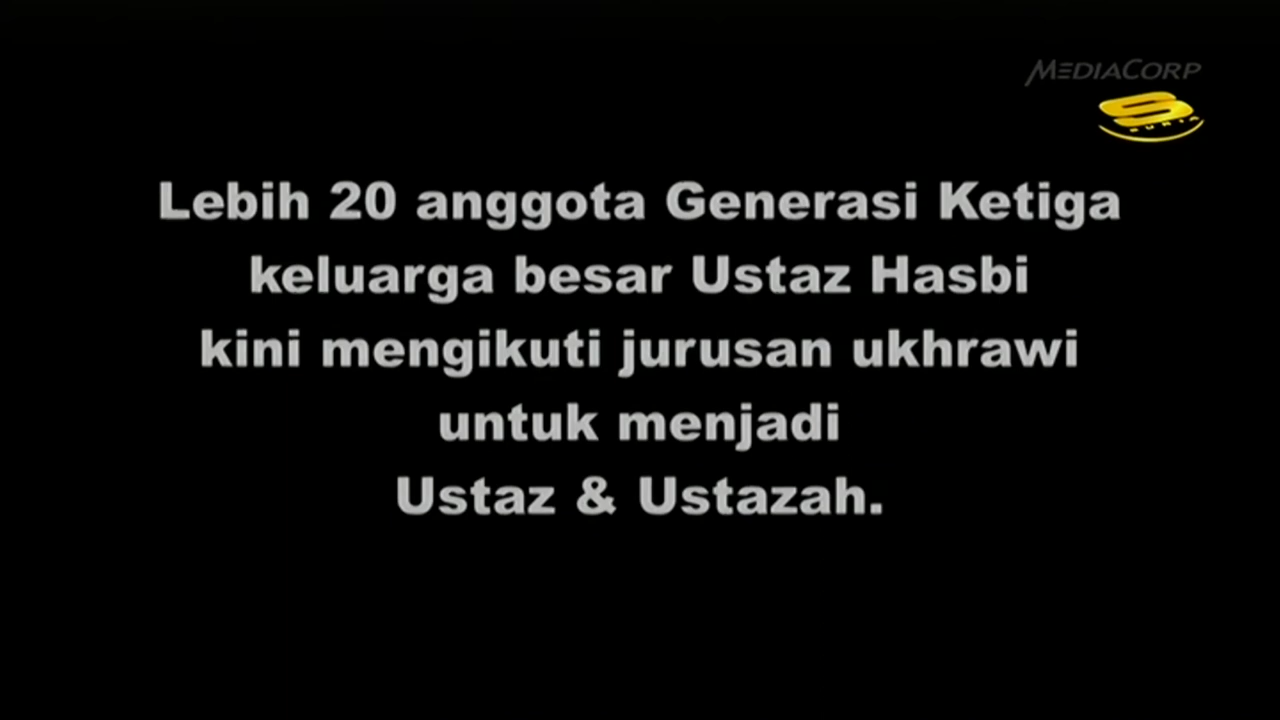 MEDIACORP
SURIA
Lebih 20 anggota Generasi Ketiga
keluarga besar Ustaz Hasbi
kini mengikuti jurusan ukhrawi
untuk menjadi
Ustaz & Ustazah.